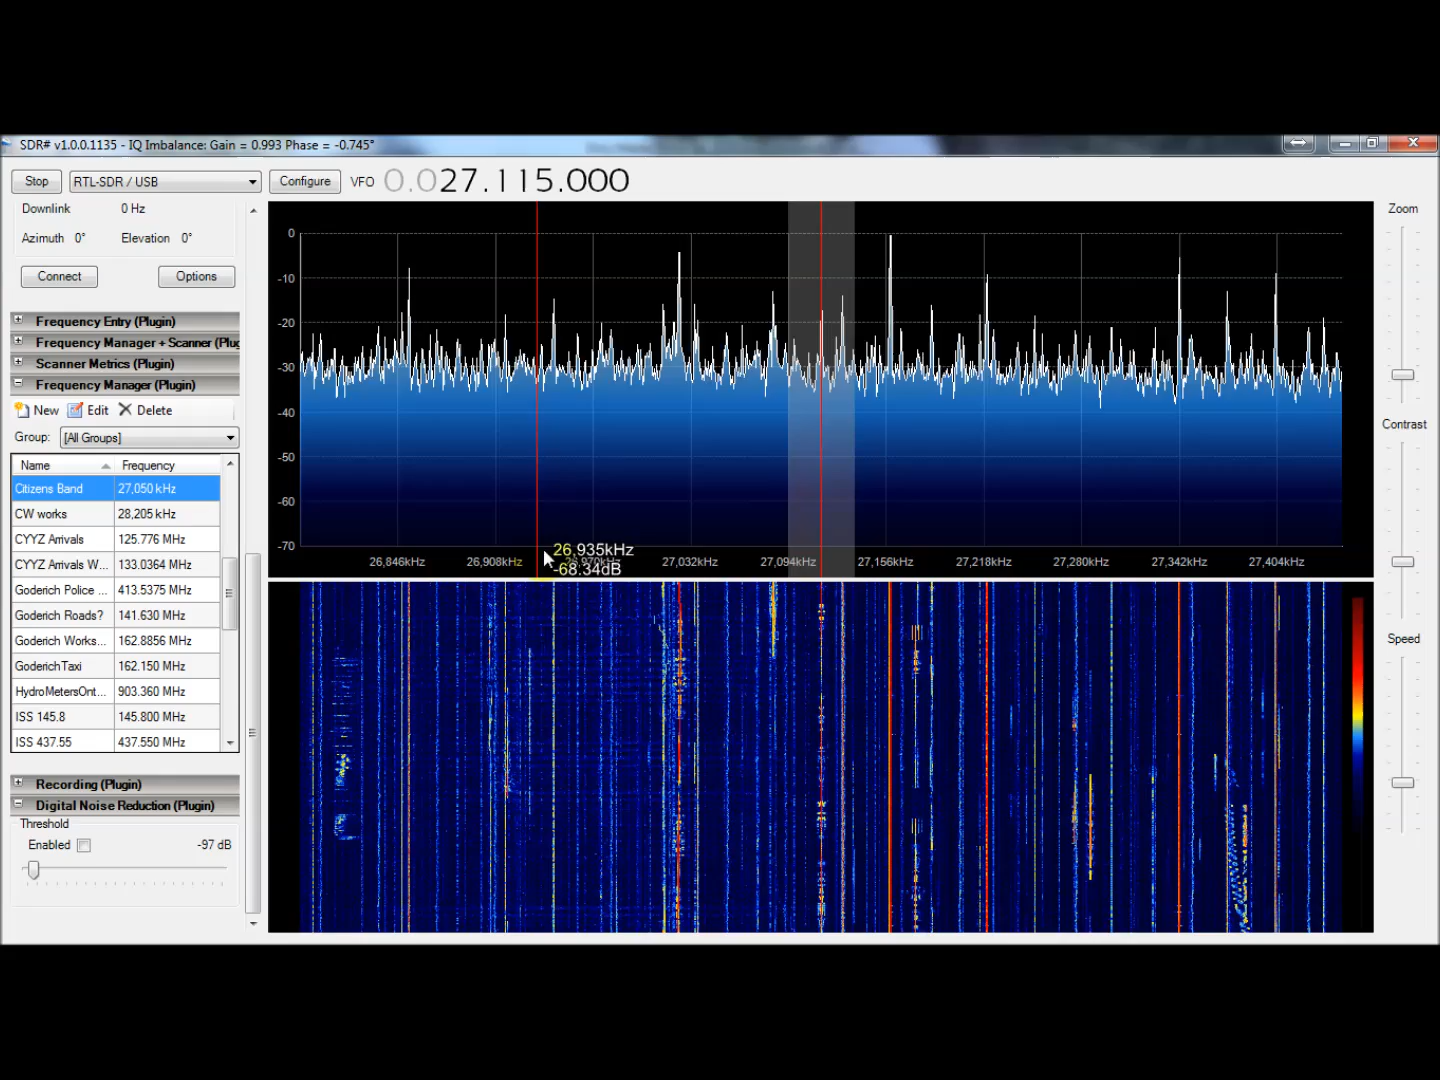 SDR# v1.0.0.1135 - IQ Imbalance: Gain = 0.993 Phase = -0.745°
Stop RTL-SDR / USB Configure VFO 0.027.115.000
Downlink 0 Hz
Azimuth 0° Elevation 0°
Connect Options
Frequency Entry (Plugin)
Frequency Manager + Scanner (Plug
Scanner Metrics (Plugin)
Frequency Manager (Plugin)
New Edit Delete
Group: [All Groups]
Name Frequency
Citizens Band 27,050 kHz
CW works 28,205 kHz
CYYZ Arrivals 125.776 MHz
CYYZ Arrivals W... 133.0364 MHz
Goderich Police ... 413.5375 MHz
Goderich Roads? 141.630 MHz
Goderich Works... 162.8856 MHz
GoderichTaxi 162.150 MHz
HydroMetersOnt... 903.360 MHz
ISS 145.8 145.800 MHz
ISS 437.55 437.550 MHz
Recording (Plugin)
Digital Noise Reduction (Plugin)
Threshold
Enabled -97 dB
0
-10
-20
-30
-40
-50
-60
-70
26,935kHz
-68.34dB
26,846kHz 26,908kHz 26,970kHz 27,032kHz 27,094kHz 27,156kHz 27,218kHz 27,280kHz 27,342kHz 27,404kHz
Zoom
Contrast
Speed